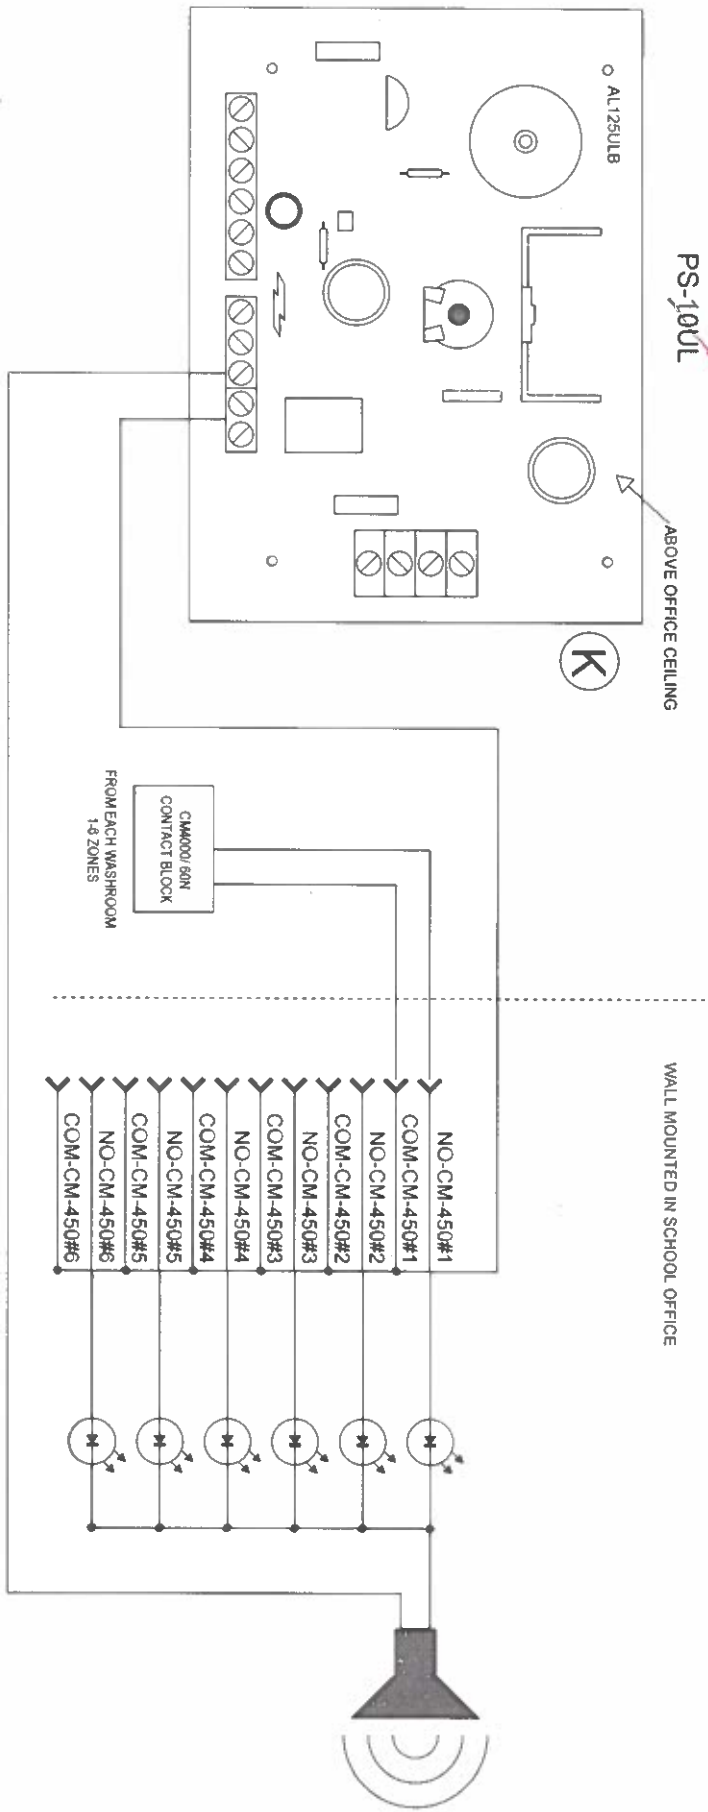 PS-10UL
AL125ULB
ABOVE OFFICE CEILING
K
CM4000/60N
CONTACT BLOCK
FROM EACH WASHROOM
1-6 ZONES
WALL MOUNTED IN SCHOOL OFFICE
NO-CM-450#1
COM-CM-450#1
NO-CM-450#2
COM-CM-450#2
NO-CM-450#3
COM-CM-450#3
NO-CM-450#4
COM-CM-450#4
NO-CM-450#5
COM-CM-450#5
NO-CM-450#6
COM-CM-450#6